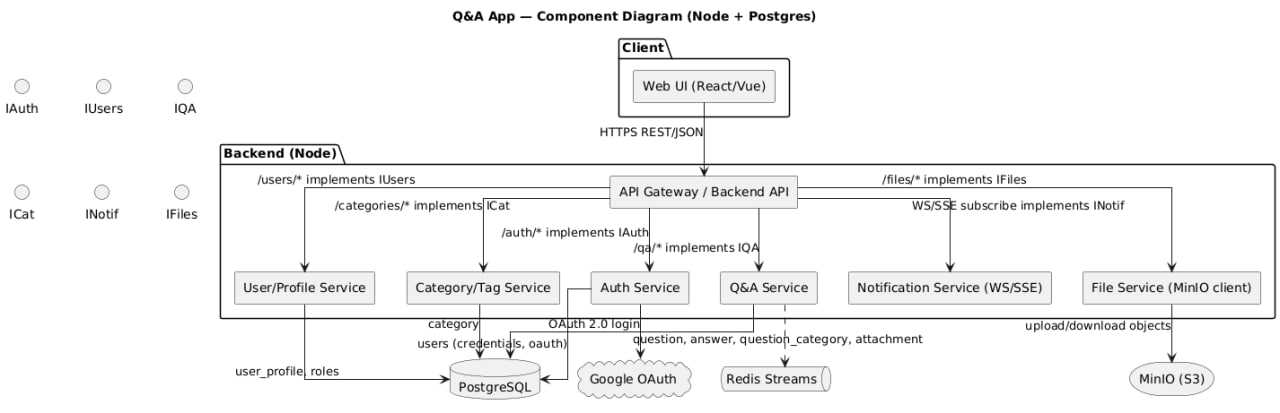 Q&A App — Component Diagram (Node + Postgres)
Client
Web UI (React/Vue)
IAuth
IUsers
IQA
HTTPS REST/JSON
Backend (Node)
/users/* implements IUsers
API Gateway / Backend API
/files/* implements IFiles
ICat
INotif
IFiles
/categories/* implements ICat
WS/SSE subscribe implements INotif
/auth/* implements IAuth
/qa/* implements IQA
User/Profile Service
Category/Tag Service
Auth Service
Q&A Service
Notification Service (WS/SSE)
File Service (MinIO client)
category
OAuth 2.0 login
upload/download objects
users (credentials, oauth)
question, answer, question_category, attachment
user_profile, roles
PostgreSQL
Google OAuth
Redis Streams
MinIO (S3)